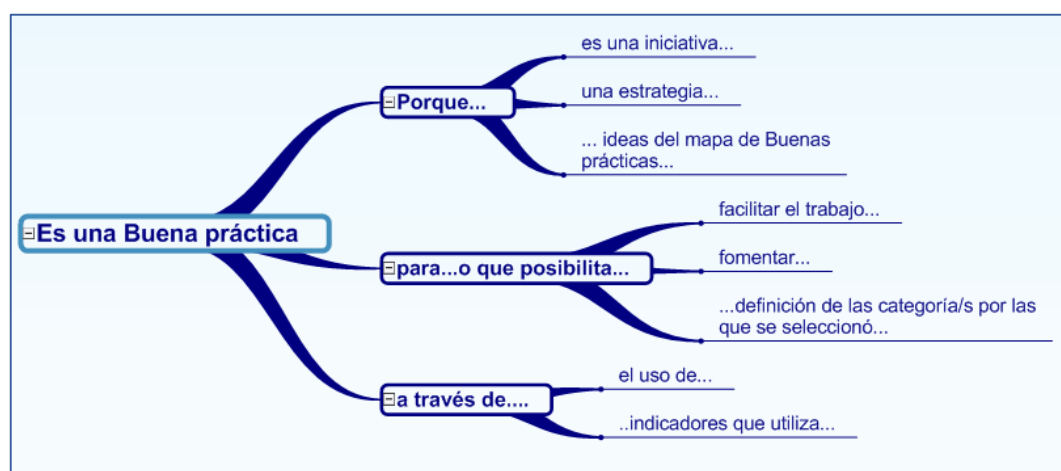 es una iniciativa...
Porque...
una estrategia...
... ideas del mapa de Buenas
prácticas...
Es una Buena práctica
facilitar el trabajo...
para...o que posibilita...
fomentar...
...definición de las categoría/s por las
que se seleccionó...
a través de....
el uso de...
..indicadores que utiliza...